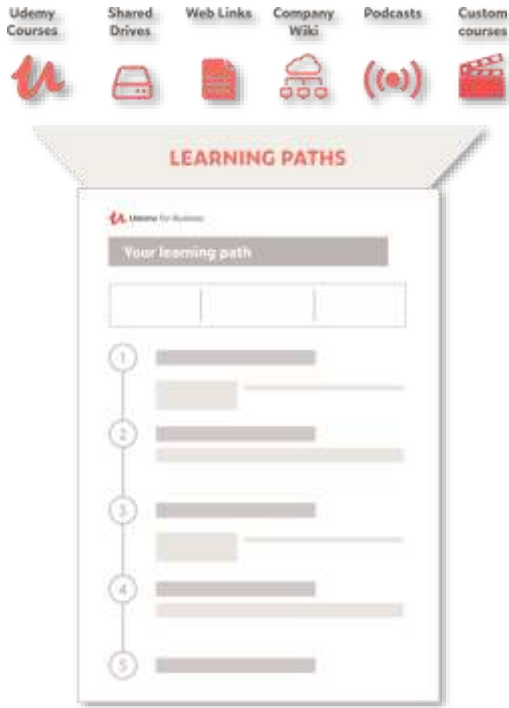 Udemy Courses
Shared Drives
Web Links
Company Wiki
Podcasts
Custom courses
LEARNING PATHS
Udemy for Business
Your learning path
1
2
3
4
5